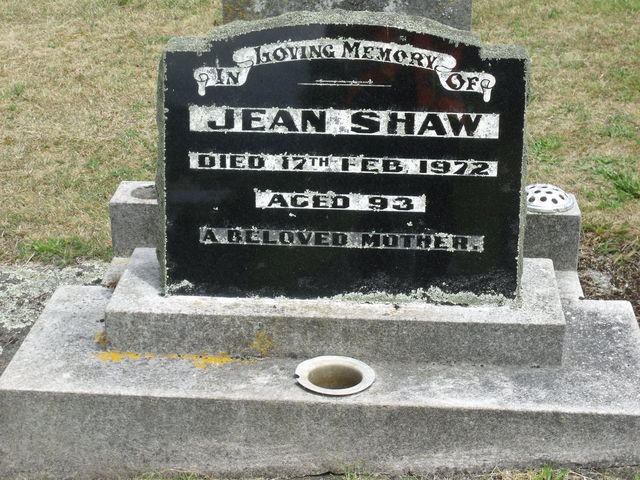 IN LOVING MEMORY OF
JEAN SHAW
DIED 17TH FEB. 1972
AGED 93
A BELOVED MOTHER.